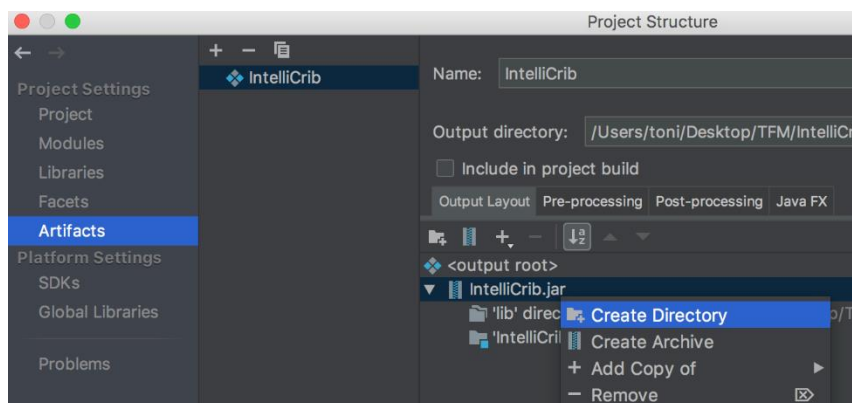 Project Structure
Project Settings
Project
Modules
Libraries
Facets
Artifacts
Platform Settings
SDKs
Global Libraries
Problems
IntelliCrib
Name: IntelliCrib
Output directory: /Users/toni/Desktop/TFM/IntelliCr
Include in project build
Output Layout Pre-processing Post-processing Java FX
<output root>
IntelliCrib.jar
'lib' direc
'IntelliCri
Create Directory
Create Archive
Add Copy of
Remove